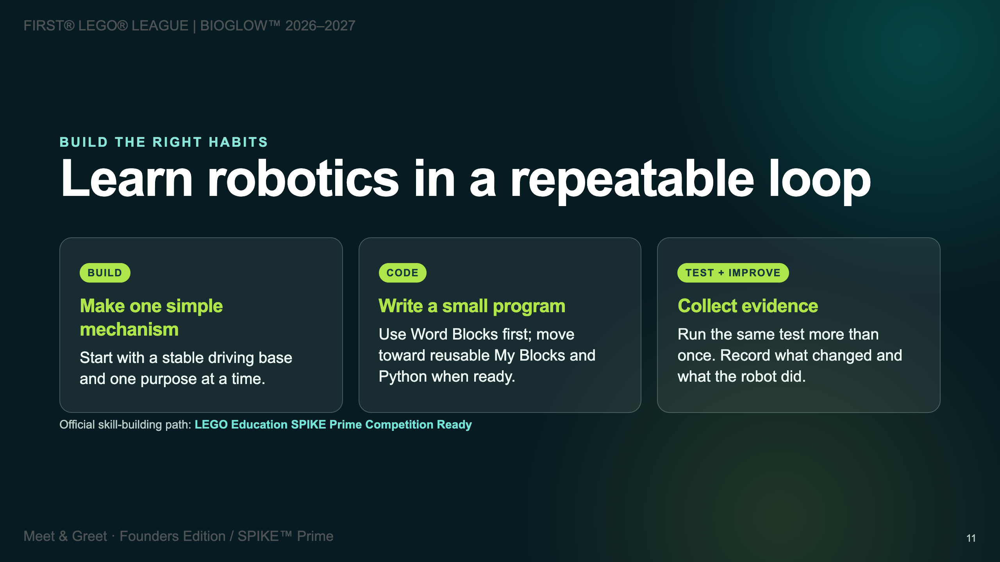 FIRST® LEGO® LEAGUE | BIOGLOW™ 2026–2027
BUILD THE RIGHT HABITS
Learn robotics in a repeatable loop
BUILD
Make one simple
mechanism
Start with a stable driving base
and one purpose at a time.
CODE
Write a small program
Use Word Blocks first; move
toward reusable My Blocks and
Python when ready.
TEST + IMPROVE
Collect evidence
Run the same test more than
once. Record what changed and
what the robot did.
Official skill-building path: LEGO Education SPIKE Prime Competition Ready
Meet & Greet · Founders Edition / SPIKE™ Prime
11